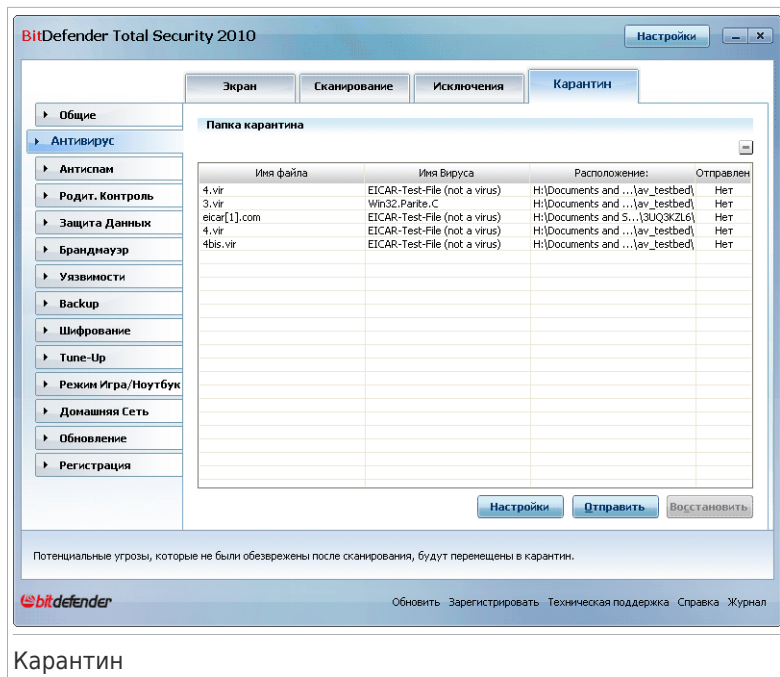 BitDefender Total Security 2010
Настройки
Экран Сканирование Исключения Карантин
Общие
Антивирус
Антиспам
Родит. Контроль
Защита Данных
Брандмауэр
Уязвимости
Backup
Шифрование
Tune-Up
Режим Игра/Ноутбук
Домашняя Сеть
Обновление
Регистрация
Папка карантина
Имя файла Имя Вируса Расположение: Отправлен
4.vir EICAR-Test-File (not a virus) H:\Documents and ...\av_testbed\ Нет
3.vir Win32.Parite.C H:\Documents and ...\av_testbed\ Нет
eicar[1].com EICAR-Test-File (not a virus) H:\Documents and S...\3UQ3KZL6\ Нет
4.vir EICAR-Test-File (not a virus) H:\Documents and ...\av_testbed\ Нет
4bis.vir EICAR-Test-File (not a virus) H:\Documents and ...\av_testbed\ Нет
Настройки Отправить Восстановить
Потенциальные угрозы, которые не были обезврежены после сканирования, будут перемещены в карантин.
bitdefender
Обновить Зарегистрировать Техническая поддержка Справка Журнал
Карантин